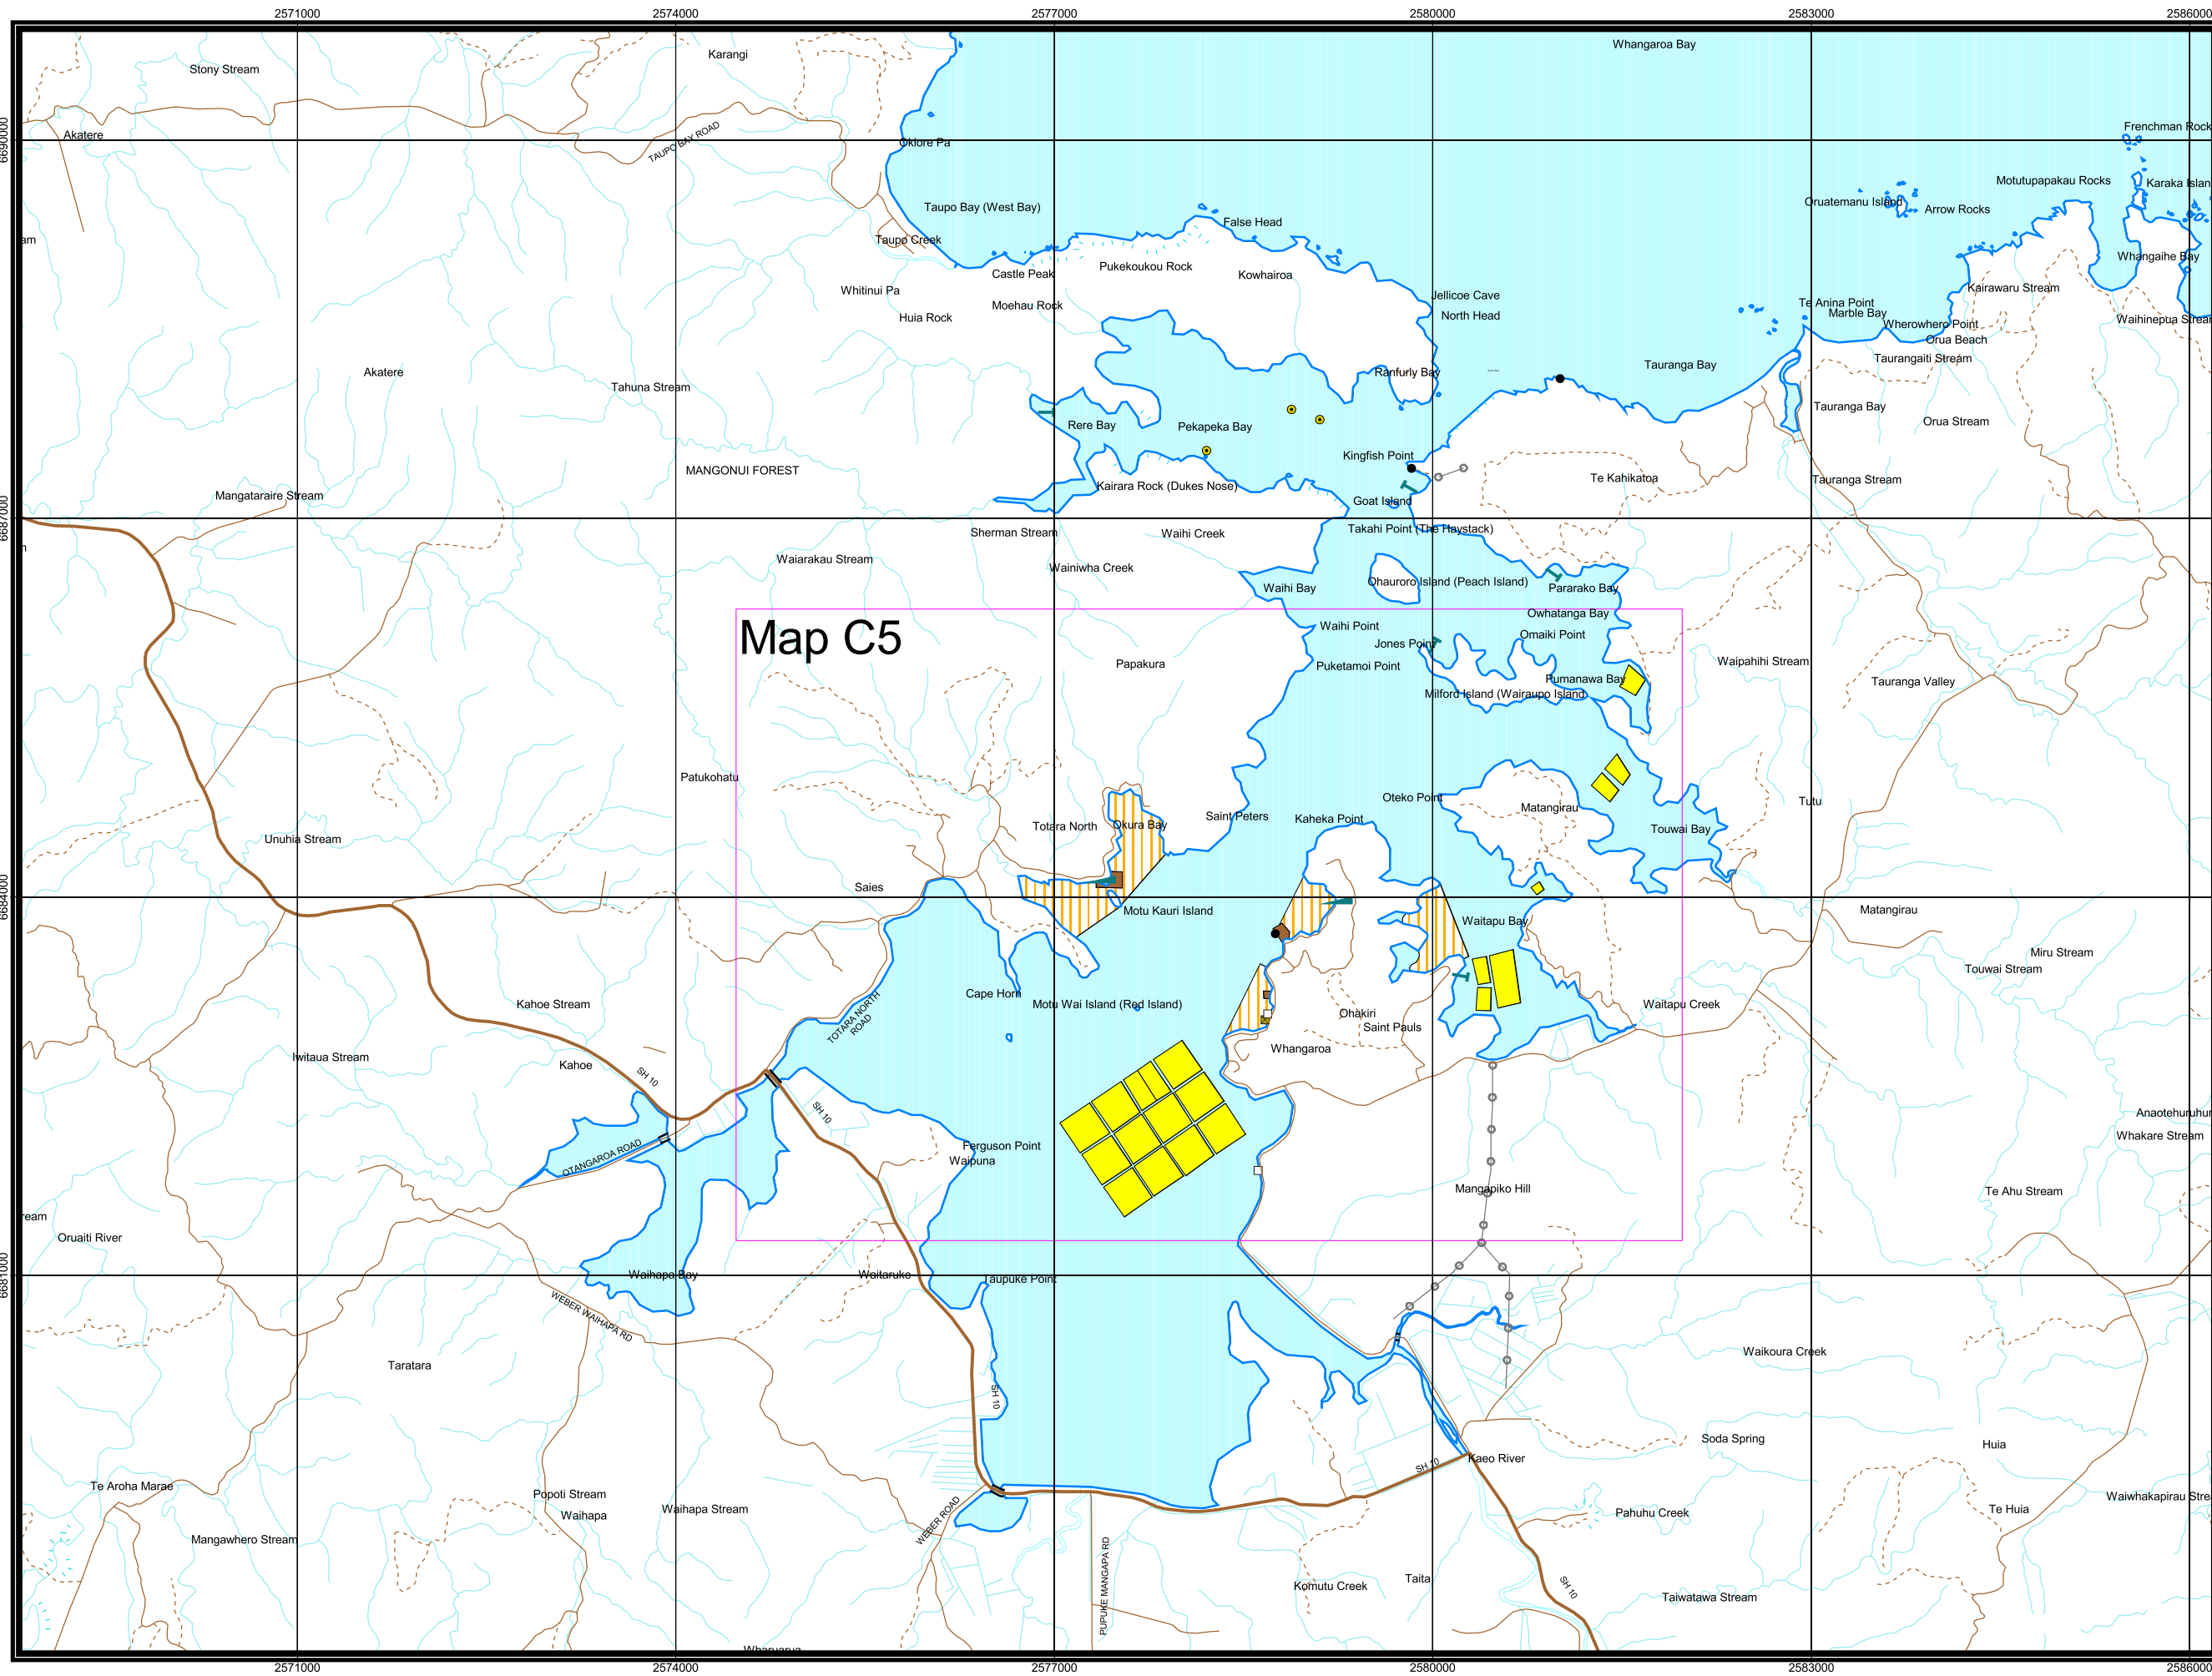 2571000
2574000
2577000
2580000
2583000
2586000
Whangaroa Bay
Karangi
Stony Stream
Frenchman Rock
TAUPO BAY ROAD
Akatere
6690000
Oklore Pa
Motutupapakau Rocks
Karaka Islan
Oruatemanu Island
Arrow Rocks
Taupo Bay (West Bay)
False Head
Taupo Creek
am
Whangaihe Bay
Pukekoukou Rock
Castle Peak
Kowhairoa
Kairawaru Stream
Whitinui Pa
Jellicoe Cave
Te Anina Point
Moehau Rock
Marble Bay
Huia Rock
North Head
Wherowhero Point
Waihinepua Strear
Orua Beach
Taurangaiti Stream
Tauranga Bay
Akatere
Ranfurly Bay
Tahuna Stream
Tauranga Bay
Orua Stream
Rere Bay
Pekapeka Bay
Kingfish Point
MANGONUI FOREST
Te Kahikatoa
Tauranga Stream
Kairara Rock (Dukes Nose)
Mangataraire Stream
Goat Island
6687000
Sherman Stream
Waihi Creek
Takahi Point (The Haystack)
Waiarakau Stream
Wainiwha Creek
Ohauroro Island (Peach Island)
Waihi Bay
Pararako Bay
Owhatanga Bay
Map C5
Waihi Point
Omaiki Point
Jones Point
Papakura
Puketamoi Point
Waipahihi Stream
Pumanawa Bay
Tauranga Valley
Milford Island (Wairaupo Island
Patukohatu
Oteko Point
Tutu
Matangirau
Saint Peters
Kaheka Point
Totara North
Okura Bay
Touwai Bay
Unuhia Stream
Saies
6684000
Motu Kauri Island
Matangirau
Waitapu Bay
Miru Stream
Touwai Stream
Cape Horn
Kahoe Stream
Motu Wai Island (Red Island)
Waitapu Creek
TOTARA NORTH
ROAD
Ohakiri
Saint Pauls
Whangaroa
Iwitaua Stream
Kahoe
SH 10
SH 10
Anaotehuruhur
Whakare Stream
OTANGAROA ROAD
Ferguson Point
Waipuna
Mangapiko Hill
Te Ahu Stream
ream
Oruaiti River
6681000
Waihapa Bay
Waitaruke
Taupuke Point
WEBER WAIHAPA RD
Waikoura Creek
Taratara
SH 10
Soda Spring
Huia
SH 10
Kaeo River
Te Aroha Marae
Popoti Stream
Waihapa Stream
Waihapa
WEBER ROAD
Waiwhakapirau Stre
Te Huia
Pahuhu Creek
Mangawhero Stream
PUPUKE MANGAPA RD
Komutu Creek
Taita
SH 10
Taiwatawa Stream
Wharuarua
2571000
2574000
2577000
2580000
2583000
2586000